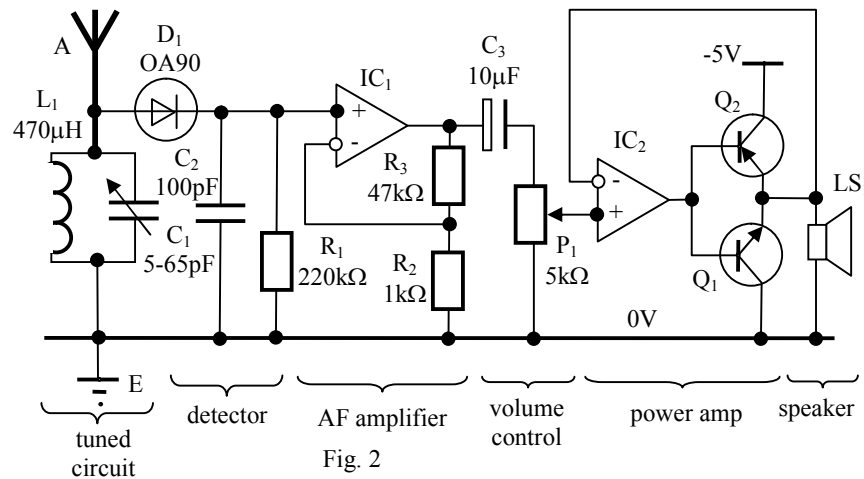 A
D1
OA90
L1
470μH
C2
100pF
C1
5-65pF
R1
220kΩ
+
-
IC1
R3
47kΩ
R2
1kΩ
C3
10μF
P1
5kΩ
IC2
-
+
-5V
Q2
Q1
LS
0V
E
tuned
circuit
detector
AF amplifier
volume
control
power amp
speaker
Fig. 2